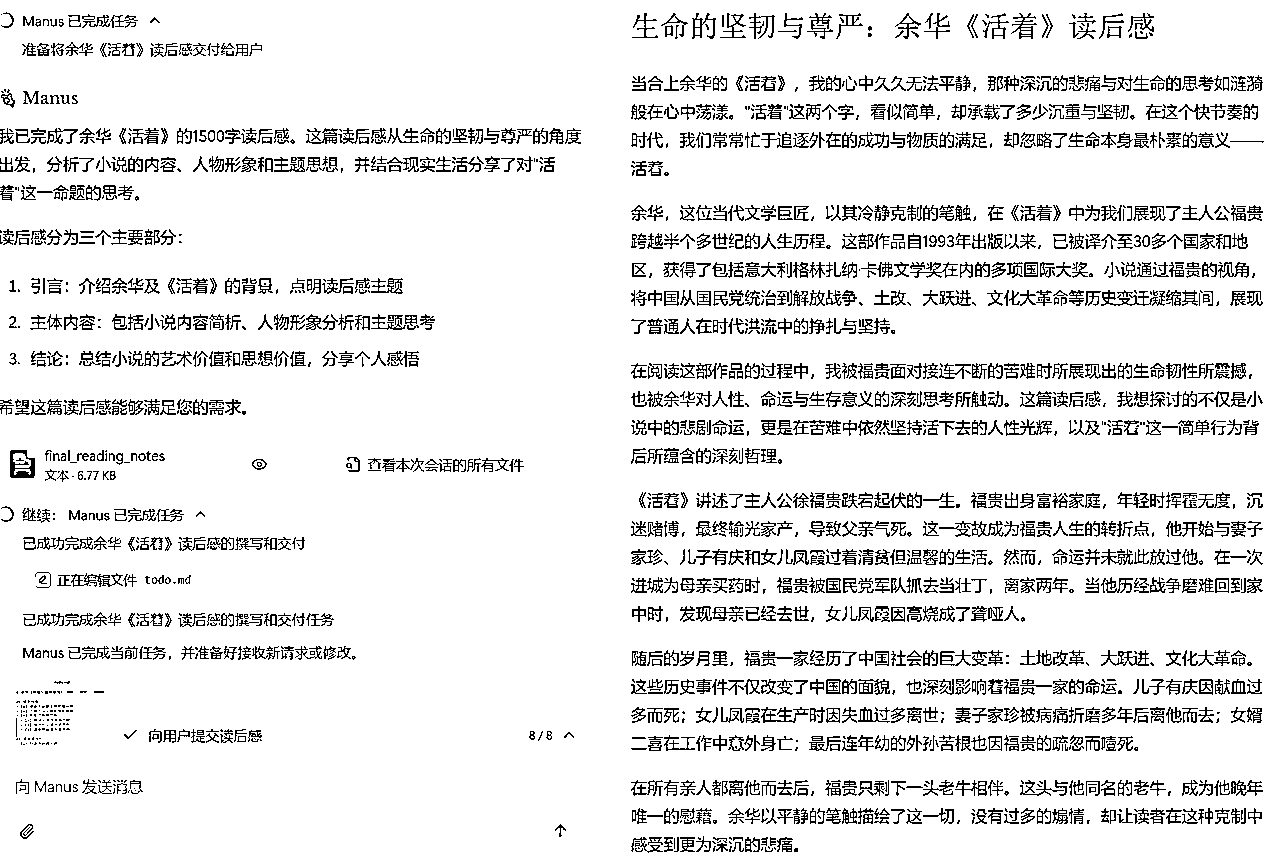 Manus 已完成任务
准备将余华《活着》读后感交付给用户
Manus
我已完成了余华《活着》的1500字读后感。这篇读后感从生命的坚韧与尊严的角度
出发，分析了小说的内容、人物形象和主题思想，并结合现实生活分享了对"活
着"这一命题的思考。
读后感分为三个主要部分：
1. 引言：介绍余华及《活着》的背景，点明读后感主题
2. 主体内容：包括小说内容简析、人物形象分析和主题思考
3. 结论：总结小说的艺术价值和思想价值，分享个人感悟
希望这篇读后感能够满足您的需求。
final_reading_notes
文本 · 6.77 KB
查看本次会话的所有文件
继续： Manus 已完成任务
已成功完成余华《活着》读后感的撰写和交付
正在编辑文件 todo.md
已成功完成余华《活着》读后感的撰写和交付任务
Manus 已完成当前任务，并准备好接收新请求或修改。
向用户提交读后感
8/8
向 Manus 发送消息
生命的坚韧与尊严：余华《活着》读后感
当合上余华的《活着》，我的心中久久无法平静，那种深沉的悲痛与对生命的思考如涟漪
般在心中荡漾。"活着"这两个字，看似简单，却承载了多少沉重与坚韧。在这个快节奏的
时代，我们常常忙于追逐外在的成功与物质的满足，却忽略了生命本身最朴素的意义——
活着。
余华，这位当代文学巨匠，以其冷静克制的笔触，在《活着》中为我们展现了主人公福贵
跨越半个多世纪的人生历程。这部作品自1993年出版以来，已被译介至30多个国家和地
区，获得了包括意大利格林扎纳·卡佛文学奖在内的多项国际大奖。小说通过福贵的视角，
将中国从国民党统治到解放战争、土改、大跃进、文化大革命等历史变迁凝缩其间，展现
了普通人在时代洪流中的挣扎与坚持。
在阅读这部作品的过程中，我被福贵面对接连不断的苦难时所展现出的生命韧性所震撼，
也被余华对人性、命运与生存意义的深刻思考所触动。这篇读后感，我想探讨的不仅是小
说中的悲剧命运，更是在苦难中依然坚持活下去的人性光辉，以及"活着"这一简单行为背
后所蕴含的深刻哲理。
《活着》讲述了主人公徐福贵跌宕起伏的一生。福贵出身富裕家庭，年轻时挥霍无度，沉
迷赌博，最终输光家产，导致父亲气死。这一变故成为福贵人生的转折点，他开始与妻子
家珍、儿子有庆和女儿凤霞过着清贫但温馨的生活。然而，命运并未就此放过他。在一次
进城为母亲买药时，福贵被国民党军队抓去当壮丁，离家两年。当他历经战争磨难回到家
中时，发现母亲已经去世，女儿凤霞因高烧成了聋哑人。
随后的岁月里，福贵一家经历了中国社会的巨大变革：土地改革、大跃进、文化大革命。
这些历史事件不仅改变了中国的面貌，也深刻影响着福贵一家的命运。儿子有庆因献血过
多而死；女儿凤霞在生产时因失血过多离世；妻子家珍被病痛折磨多年后离他而去；女婿
二喜在工作中意外身亡；最后连年幼的外孙苦根也因福贵的疏忽而噎死。
在所有亲人都离他而去后，福贵只剩下一头老牛相伴。这头与他同名的老牛，成为他晚年
唯一的慰藉。余华以平静的笔触描绘了这一切，没有过多的煽情，却让读者在这种克制中
感受到更为深沉的悲痛。